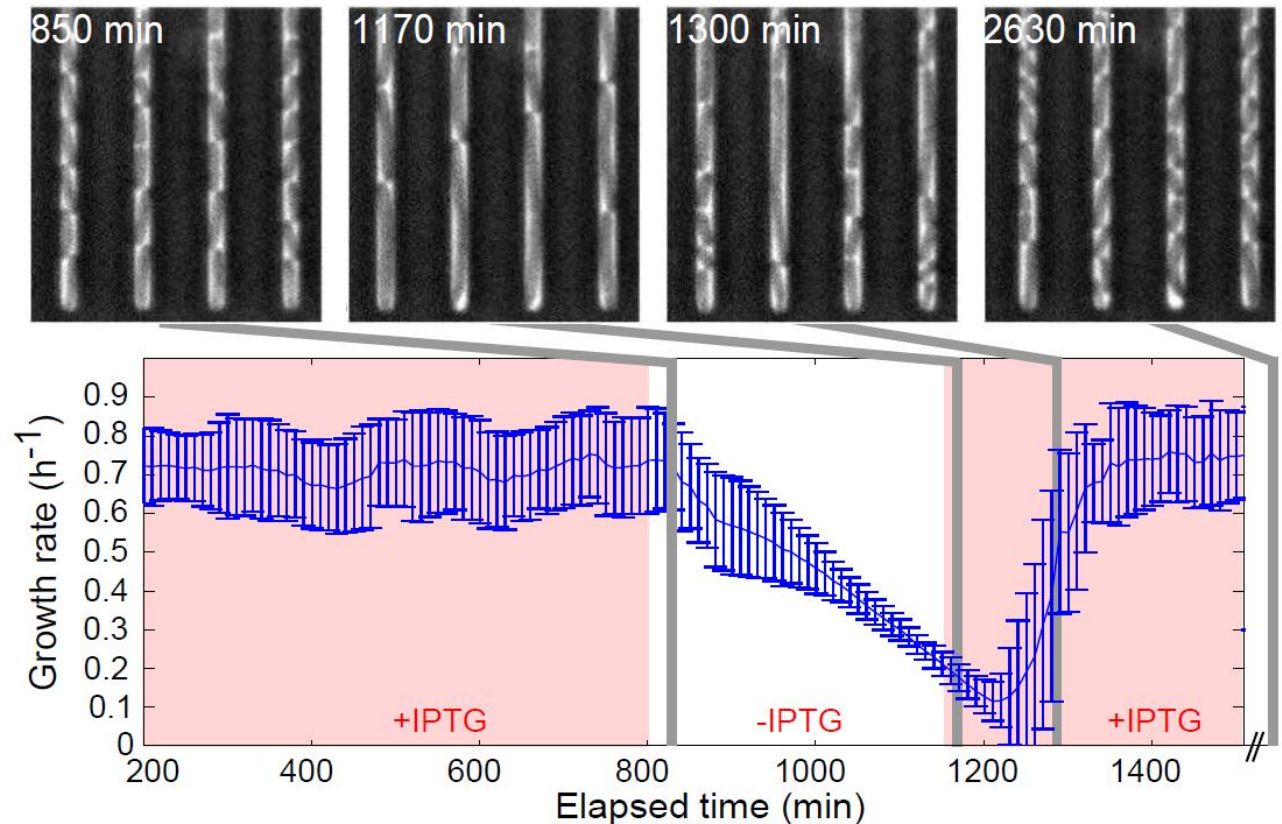 850 min
1170 min
1300 min
2630 min
Growth rate (h-1)
0.9
0.8
0.7
0.6
0.5
0.4
0.3
0.2
0.1
0
+IPTG
-IPTG
+IPTG
200
400
600
800
1000
1200
1400
//
Elapsed time (min)